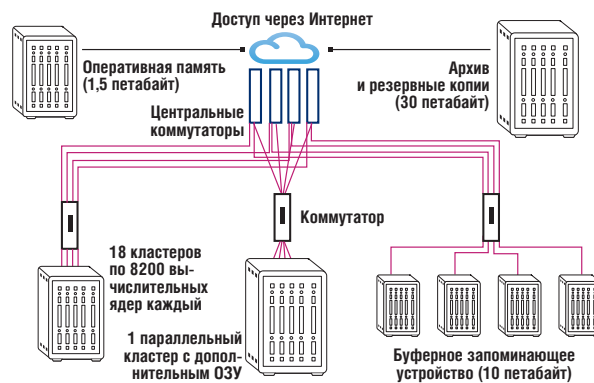 Доступ через Интернет
Оперативная память
(1,5 петабайт)
Архив
и резервные копии
(30 петабайт)
Центральные
коммутаторы
Коммутатор
18 кластеров
по 8200 вы-
числительных
ядер каждый
1 параллельный
кластер с допол-
нительным ОЗУ
Буферное запоминающее
устройство (10 петабайт)